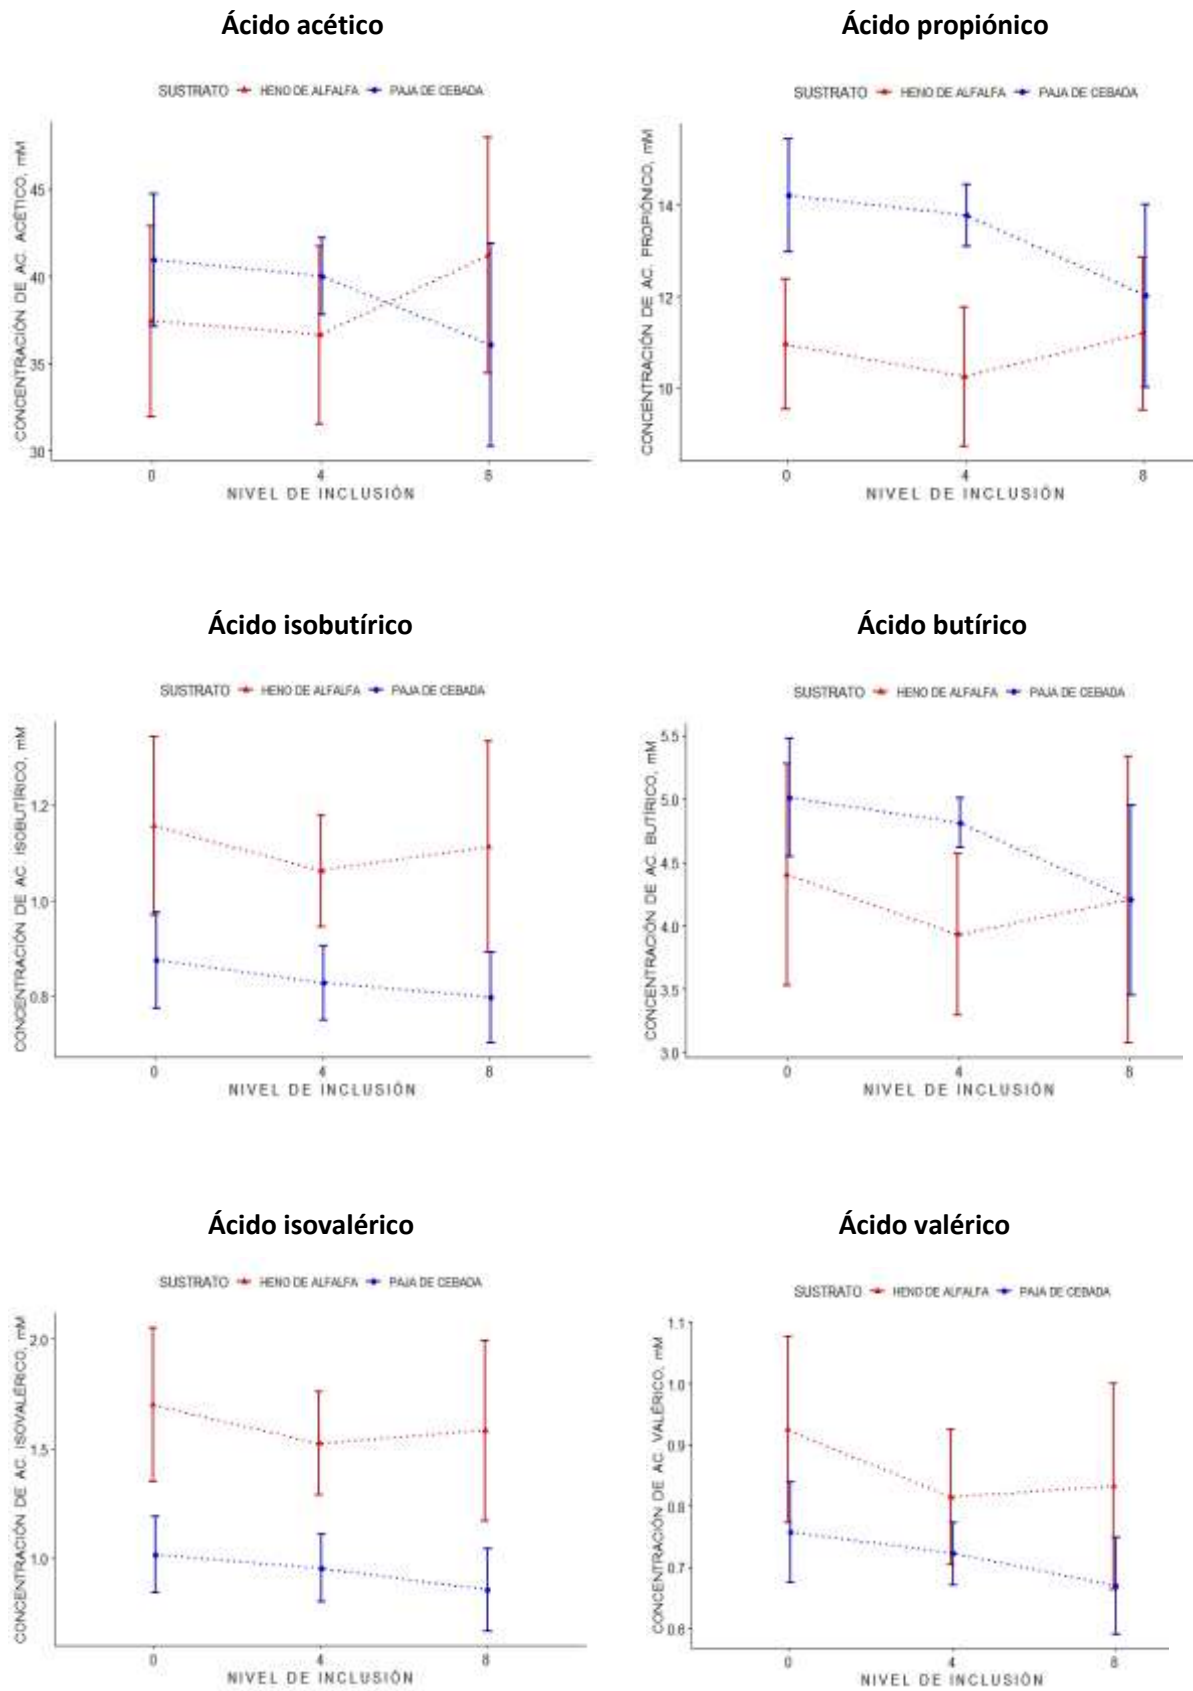 Ácido acético
SUSTRATO HENO DE ALFALFA PAJA DE CEBADA
CONCENTRACIÓN DE AC. ACÉTICO, mM
45
40
35
30
0 4 8
NIVEL DE INCLUSIÓN
Ácido propiónico
SUSTRATO HENO DE ALFALFA PAJA DE CEBADA
CONCENTRACIÓN DE AC. PROPIÓNICO, mM
14
12
10
0 4 8
NIVEL DE INCLUSIÓN
Ácido isobutírico
SUSTRATO HENO DE ALFALFA PAJA DE CEBADA
CONCENTRACIÓN DE AC. ISOBUTÍRICO, mM
1.2
1.0
0.8
0 4 8
NIVEL DE INCLUSIÓN
Ácido butírico
SUSTRATO HENO DE ALFALFA PAJA DE CEBADA
CONCENTRACIÓN DE AC. BUTÍRICO, mM
5.5
5.0
4.5
4.0
3.5
3.0
0 4 8
NIVEL DE INCLUSIÓN
Ácido isovalérico
SUSTRATO HENO DE ALFALFA PAJA DE CEBADA
CONCENTRACIÓN DE AC. ISOVALÉRICO, mM
2.0
1.5
1.0
0 4 8
NIVEL DE INCLUSIÓN
Ácido valérico
SUSTRATO HENO DE ALFALFA PAJA DE CEBADA
CONCENTRACIÓN DE AC. VALÉRICO, mM
1.1
1.0
0.9
0.8
0.7
0.6
0 4 8
NIVEL DE INCLUSIÓN